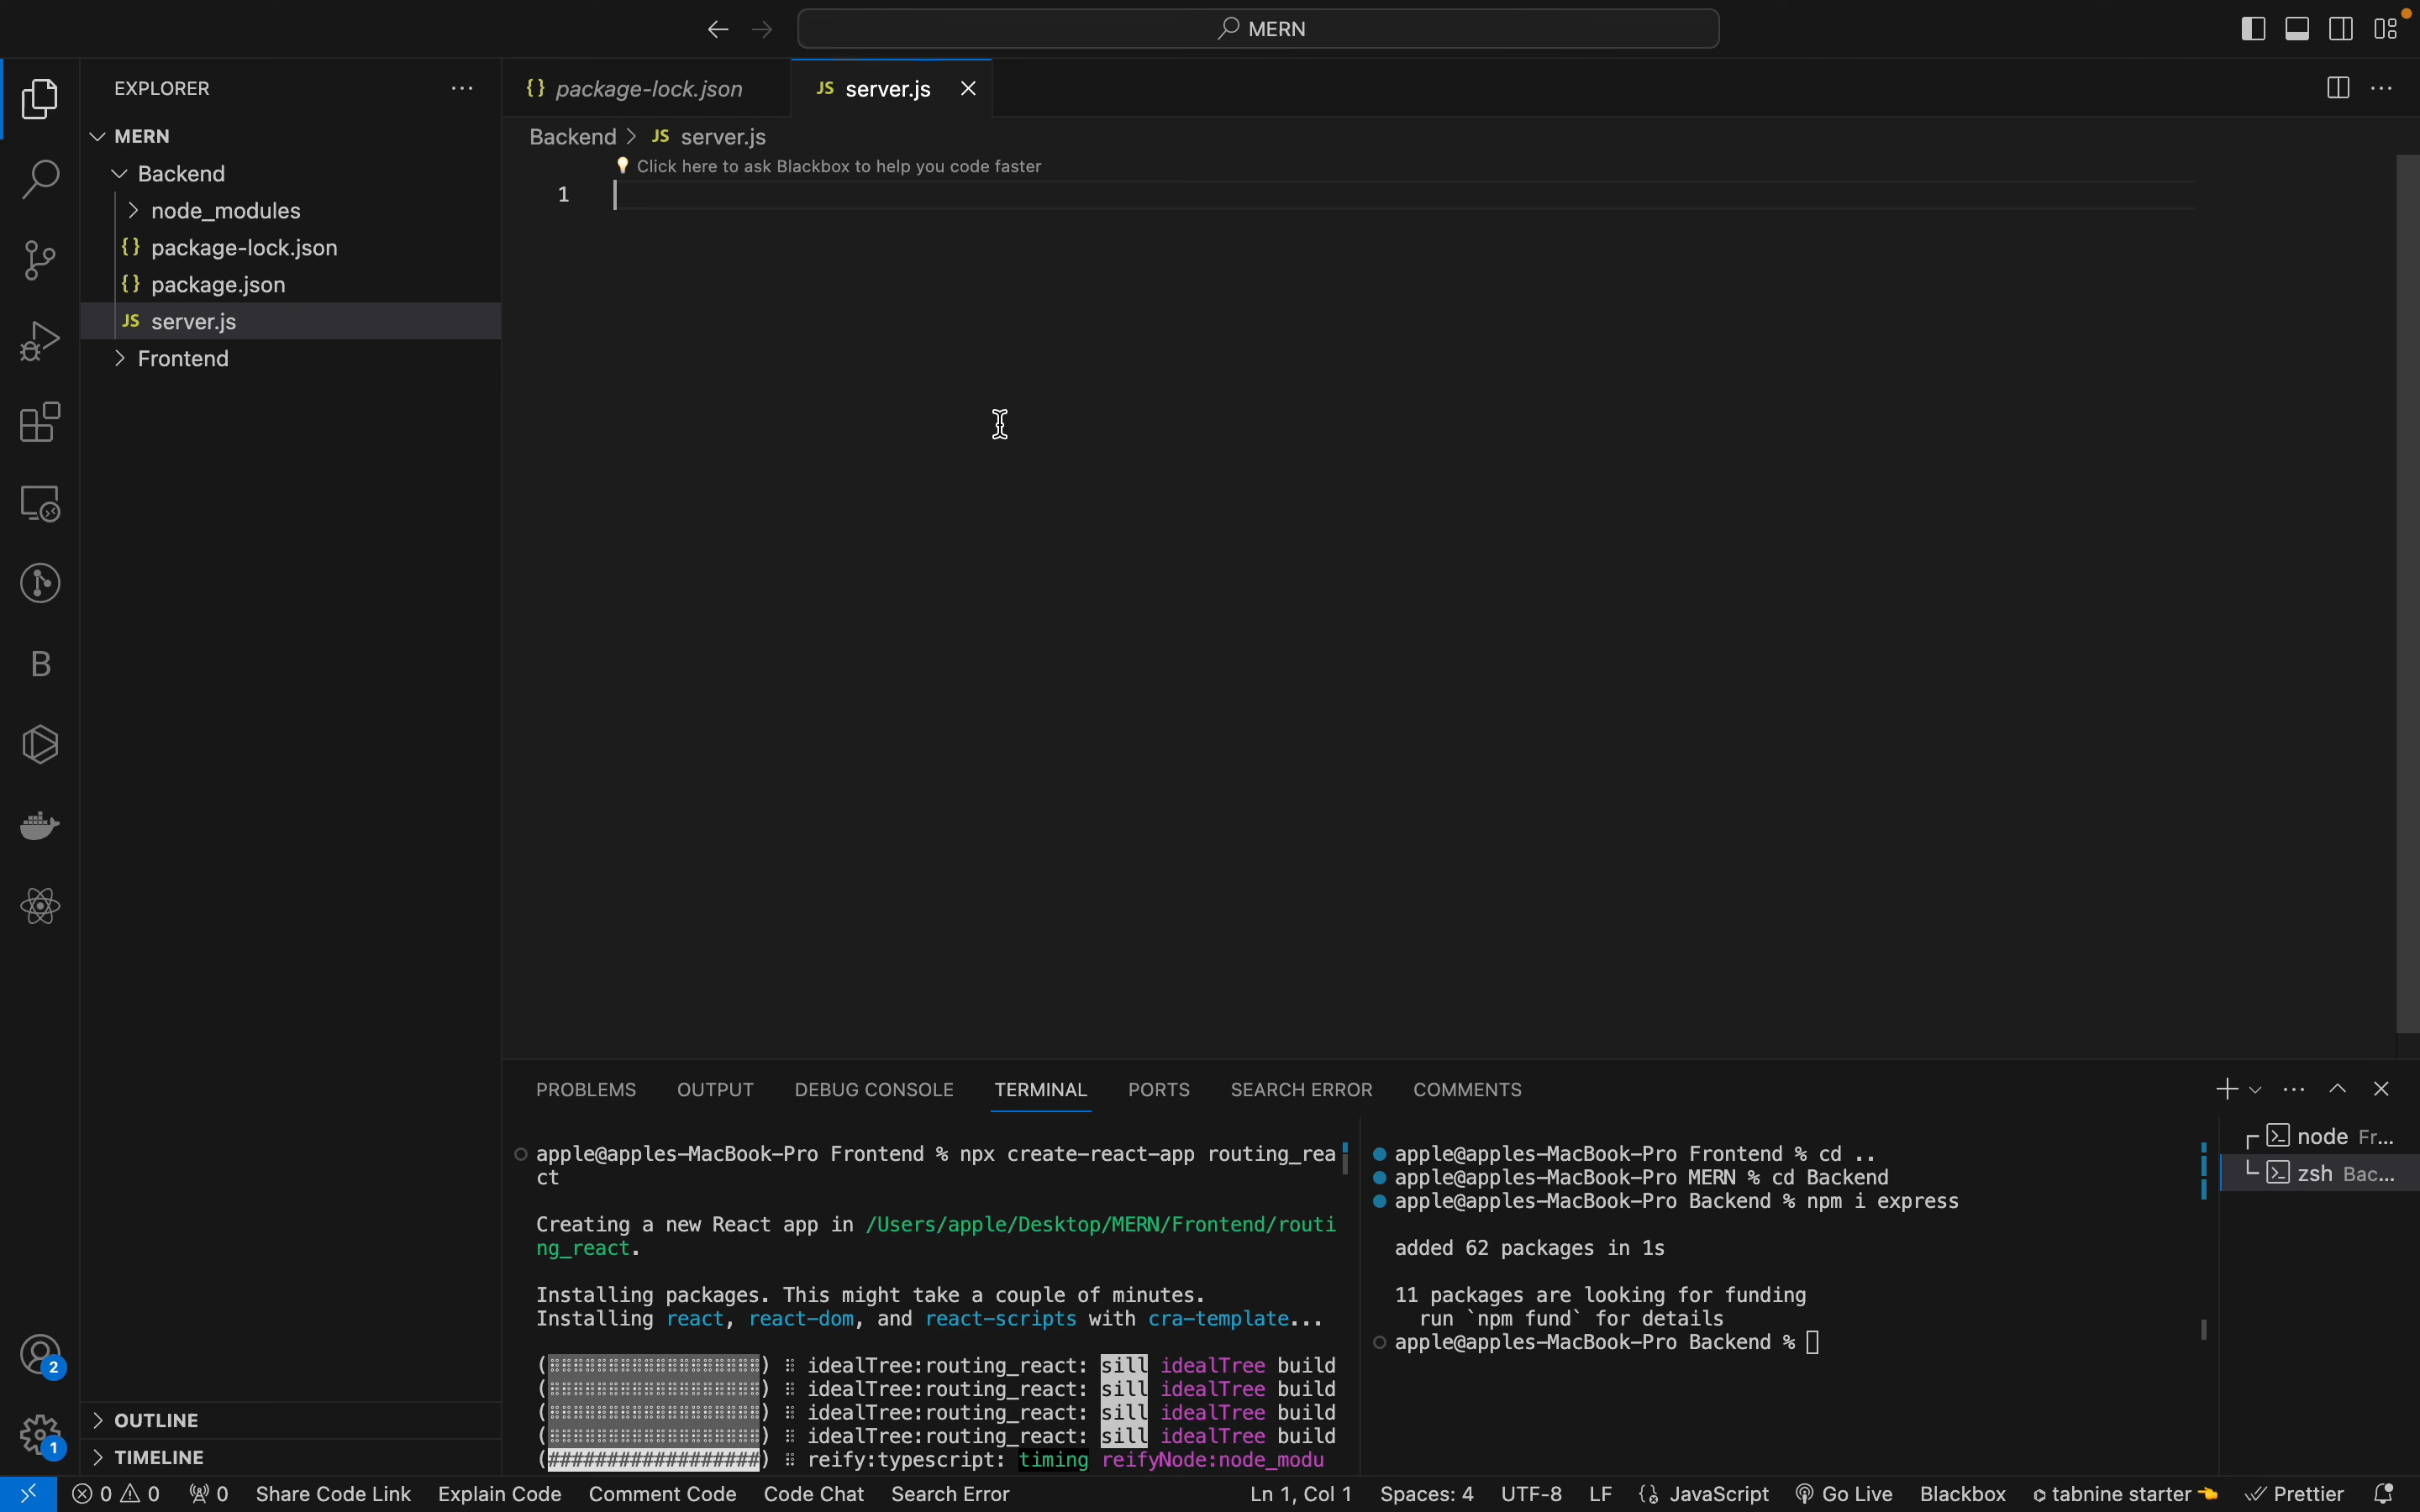 MERN
EXPLORER
MERN
Backend
node_modules
package-lock.json
package.json
JS server.js
Frontend
B
OUTLINE
TIMELINE
{} package-lock.json
JS server.js
Backend > JS server.js
Click here to ask Blackbox to help you code faster
1
PROBLEMS OUTPUT DEBUG CONSOLE TERMINAL PORTS SEARCH ERROR COMMENTS
apple@apples-MacBook-Pro Frontend % npx create-react-app routing_rea
ct
Creating a new React app in /Users/apple/Desktop/MERN/Frontend/routi
ng_react.
Installing packages. This might take a couple of minutes.
Installing react, react-dom, and react-scripts with cra-template...
idealTree:routing_react: sill idealTree build
idealTree:routing_react: sill idealTree build
idealTree:routing_react: sill idealTree build
idealTree:routing_react: sill idealTree build
(##################) ⠸ reify:typescript: timing reifyNode:node_modu
apple@apples-MacBook-Pro Frontend % cd ..
apple@apples-MacBook-Pro MERN % cd Backend
apple@apples-MacBook-Pro Backend % npm i express
added 62 packages in 1s
11 packages are looking for funding
run `npm fund` for details
apple@apples-MacBook-Pro Backend %
node Fr...
zsh Bac...
2
1
0 0 0 Share Code Link Explain Code Comment Code Code Chat Search Error Ln 1, Col 1 Spaces: 4 UTF-8 LF {} JavaScript Go Live Blackbox tabnine starter Prettier